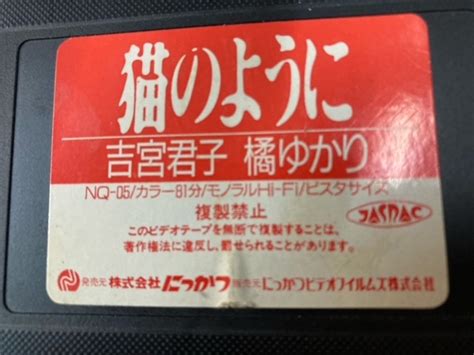 猫のように
吉宮君子 橘ゆかり
NQ-05/カラー81分/モノラルHi-Fi/ビスタサイズ
複製禁止
JASRAC
このビデオテープを無断で複製することは、
著作権法に違反し、罰せられることがあります。
発売元 株式会社にっかつ 販売元 にっかつビデオフイルムズ株式会社